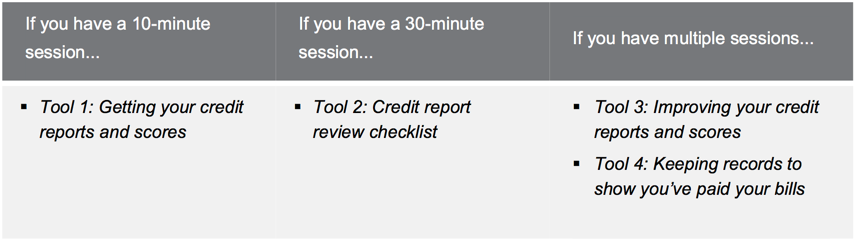 If you have a 10-minute
session...
If you have a 30-minute
session...
If you have multiple sessions...
▪ Tool 1: Getting your credit
reports and scores
▪ Tool 2: Credit report
review checklist
▪ Tool 3: Improving your credit
reports and scores
▪ Tool 4: Keeping records to
show you’ve paid your bills